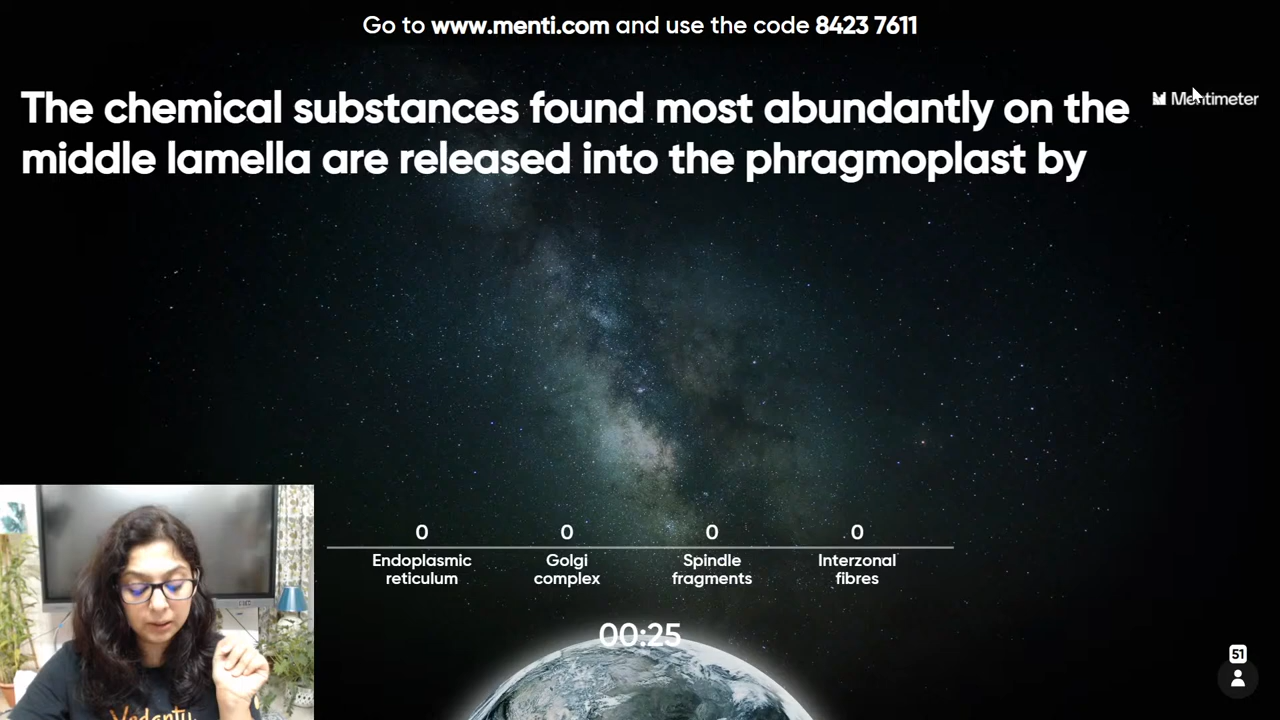 Go to www.menti.com and use the code 8423 7611
The chemical substances found most abundantly on the
middle lamella are released into the phragmoplast by
Mentimeter
0 0 0 0
Endoplasmic reticulum
Golgi complex
Spindle fragments
Interzonal fibres
00:25
51
Vedantu